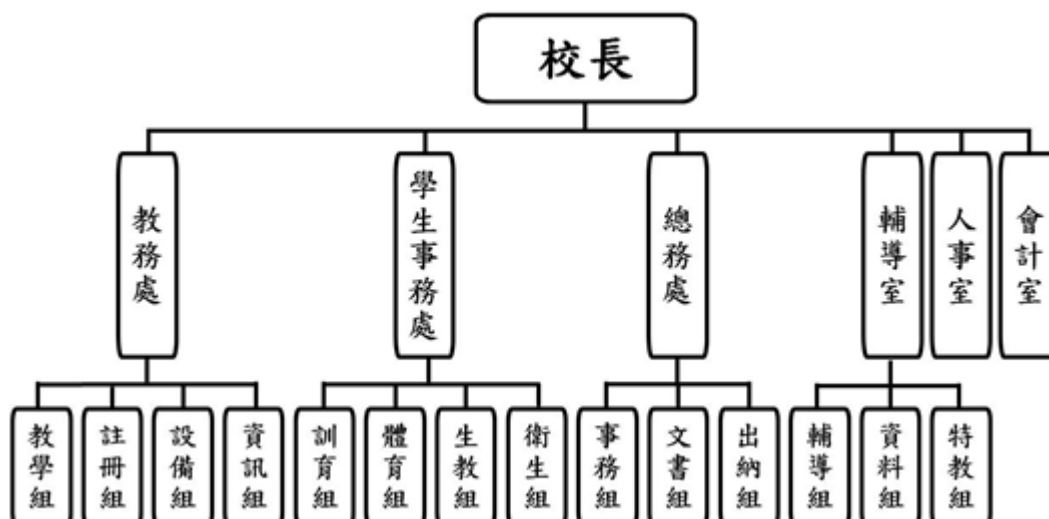 校長
教務處
學生事務處
總務處
輔導室
人事室
會計室
教學組
註冊組
設備組
資訊組
訓育組
體育組
生教組
衛生組
事務組
文書組
出納組
輔導組
資料組
特教組